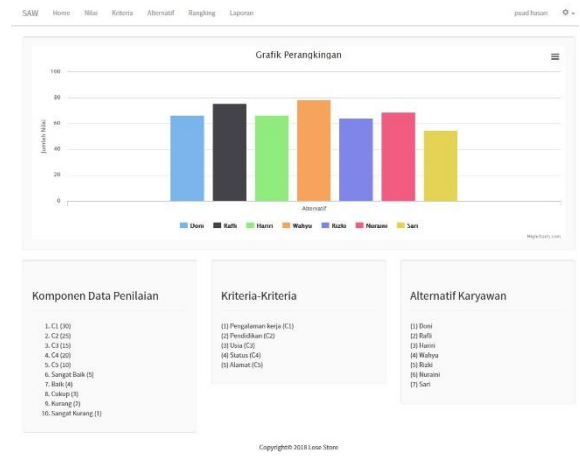 SAW Home Nilai Kriteria Alternatif Rangking Laporan puad hasan
Grafik Perangkingan
100
80
60
40
20
0
Jumlah Nilai
Alternatif
Doni Rafli Harini Wahyu Rizki Nuraini Sari
Highcharts.com
Komponen Data Penilaian
1. C1 (30)
2. C2 (25)
3. C3 (15)
4. C4 (20)
5. C5 (10)
6. Sangat Baik (5)
7. Baik (4)
8. Cukup (3)
9. Kurang (2)
10. Sangat Kurang (1)
Kriteria-Kriteria
(1) Pengalaman kerja (C1)
(2) Pendidikan (C2)
(3) Usia (C3)
(4) Status (C4)
(5) Alamat (C5)
Alternatif Karyawan
(1) Doni
(2) Rafli
(3) Harini
(4) Wahyu
(5) Rizki
(6) Nuraini
(7) Sari
Copyright© 2018 Lose Store